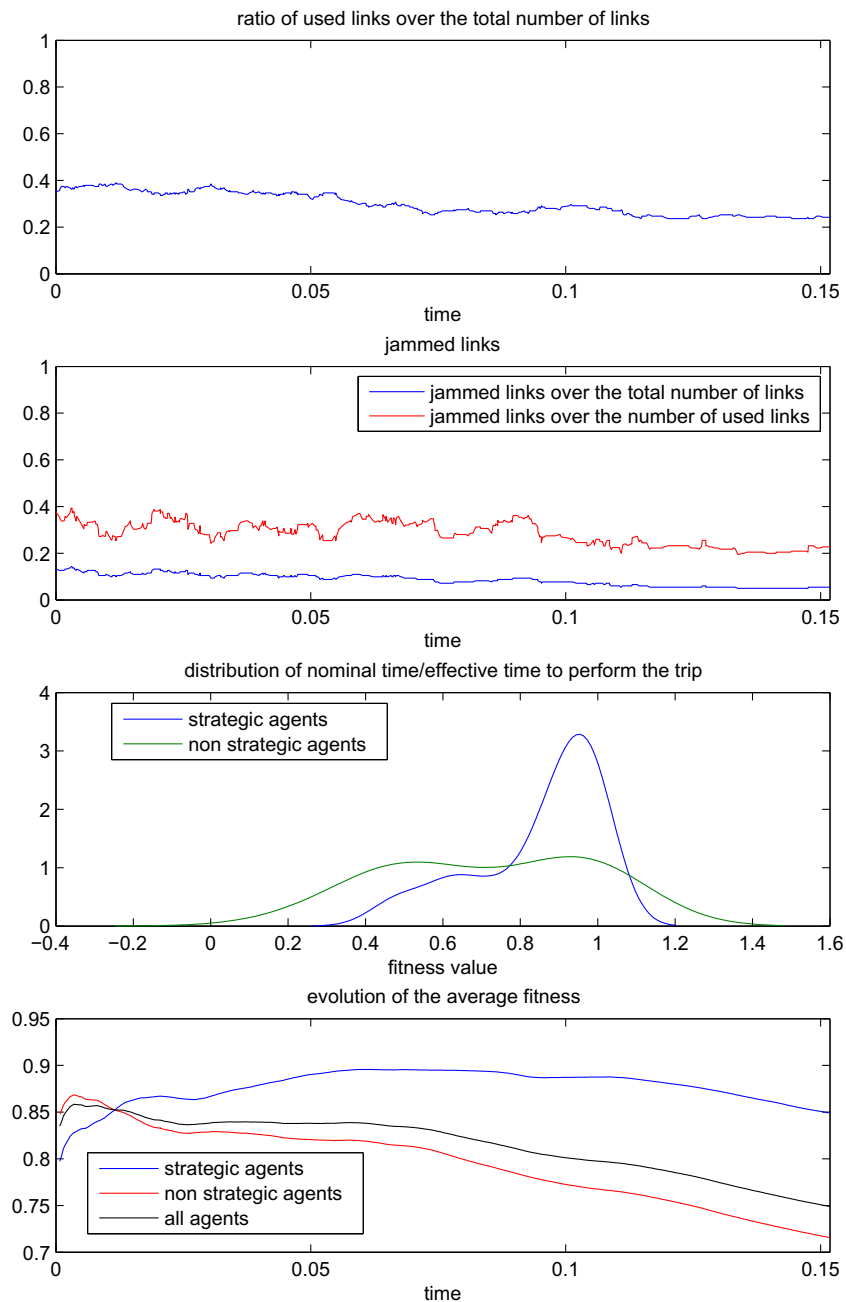 ratio of used links over the total number of links
1
0.8
0.6
0.4
0.2
0
0 0.05 0.1 0.15
time
jammed links
1
0.8
0.6
0.4
0.2
0
jammed links over the total number of links
jammed links over the number of used links
0 0.05 0.1 0.15
time
distribution of nominal time/effective time to perform the trip
4
3
2
1
0
strategic agents
non strategic agents
−0.4 −0.2 0 0.2 0.4 0.6 0.8 1 1.2 1.4 1.6
fitness value
evolution of the average fitness
0.95
0.9
0.85
0.8
0.75
0.7
strategic agents
non strategic agents
all agents
0 0.05 0.1 0.15
time